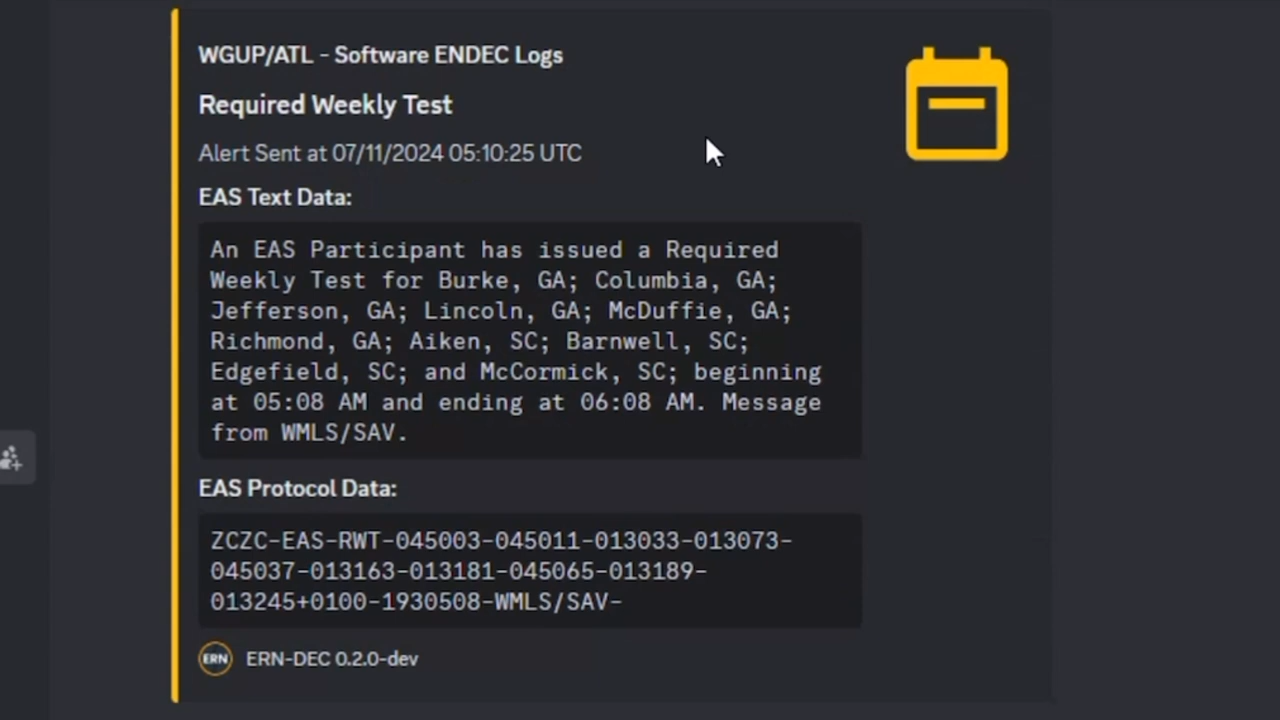 WGUP/ATL - Software ENDEC Logs
Required Weekly Test
Alert Sent at 07/11/2024 05:10:25 UTC
EAS Text Data:
An EAS Participant has issued a Required
Weekly Test for Burke, GA; Columbia, GA;
Jefferson, GA; Lincoln, GA; McDuffie, GA;
Richmond, GA; Aiken, SC; Barnwell, SC;
Edgefield, SC; and McCormick, SC; beginning
at 05:08 AM and ending at 06:08 AM. Message
from WMLS/SAV.
EAS Protocol Data:
ZCZC-EAS-RWT-045003-045011-013033-013073-
045037-013163-013181-045065-013189-
013245+0100-1930508-WMLS/SAV-
ERN ERN-DEC 0.2.0-dev